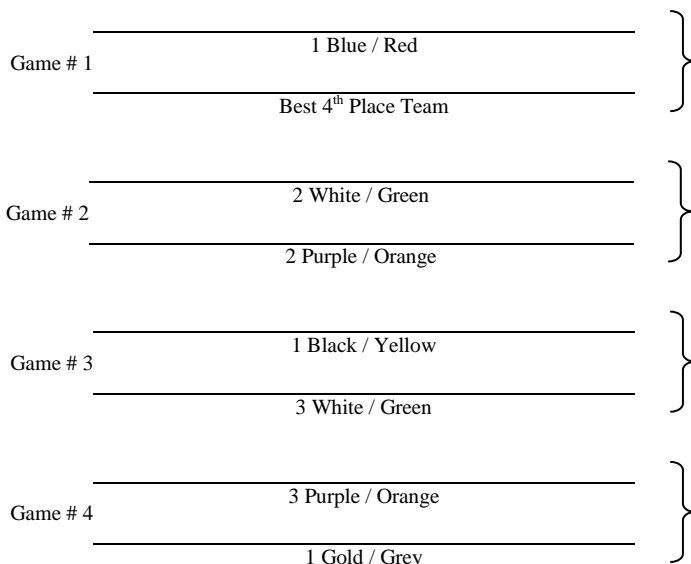 1 Blue / Red
Game # 1
Best 4th Place Team
2 White / Green
Game # 2
2 Purple / Orange
1 Black / Yellow
Game # 3
3 White / Green
3 Purple / Orange
Game # 4
1 Gold / Grey